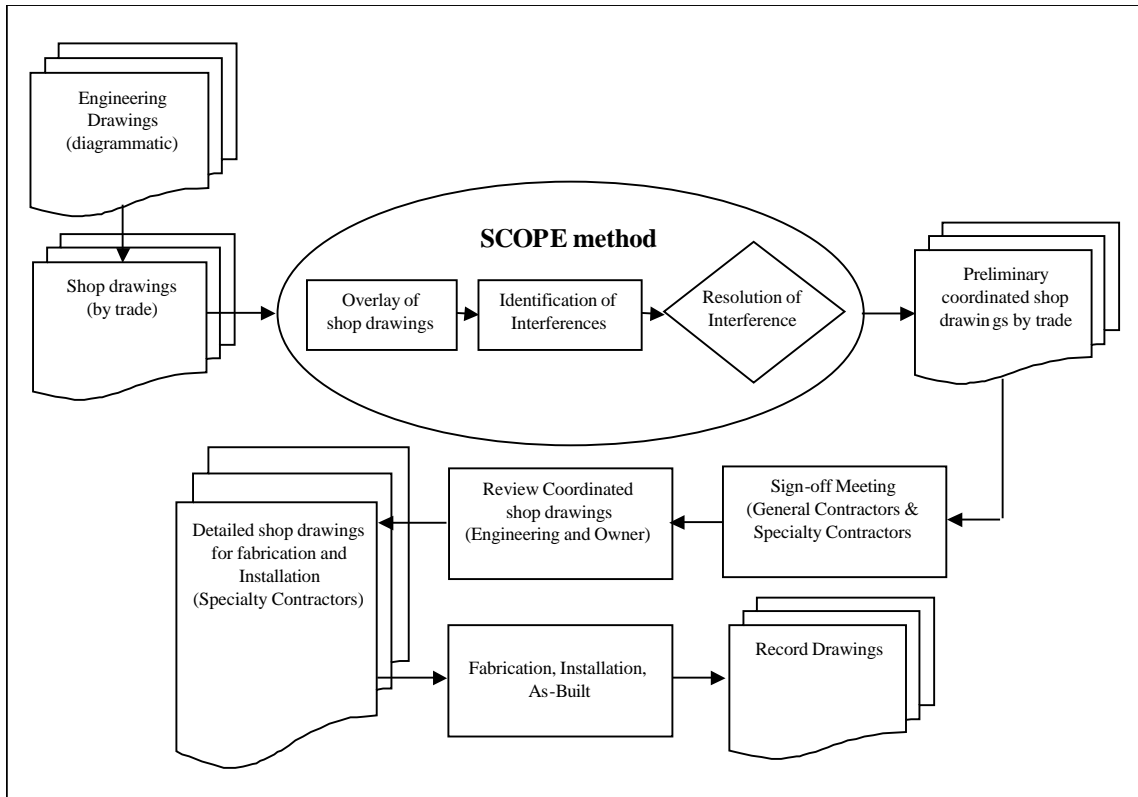 Engineering
Drawings
(diagrammatic)
Shop drawings
(by trade)
SCOPE method
Overlay of
shop drawings
Identification of
Interferences
Resolution of
Interference
Preliminary
coordinated shop
drawings by trade
Sign-off Meeting
(General Contractors &
Specialty Contractors
Review Coordinated
shop drawings
(Engineering and Owner)
Detailed shop drawings
for fabrication and
Installation
(Specialty Contractors)
Fabrication, Installation,
As-Built
Record Drawings